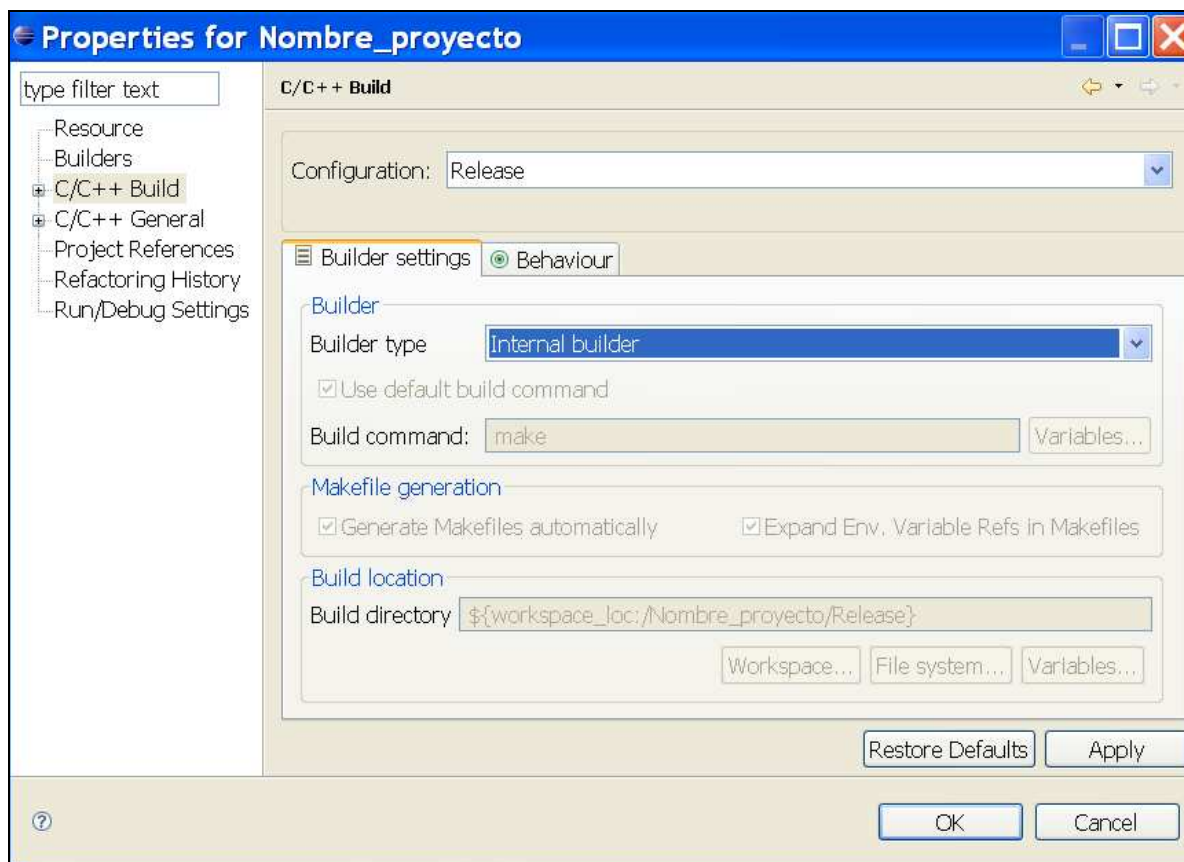 Properties for Nombre_proyecto
type filter text
Resource
Builders
C/C++ Build
C/C++ General
Project References
Refactoring History
Run/Debug Settings
C/C++ Build
Configuration: Release
Builder settings Behaviour
Builder
Builder type Internal builder
Use default build command
Build command: make Variables...
Makefile generation
Generate Makefiles automatically Expand Env. Variable Refs in Makefiles
Build location
Build directory ${workspace_loc:/Nombre_proyecto/Release}
Workspace... File system... Variables...
Restore Defaults Apply
OK Cancel